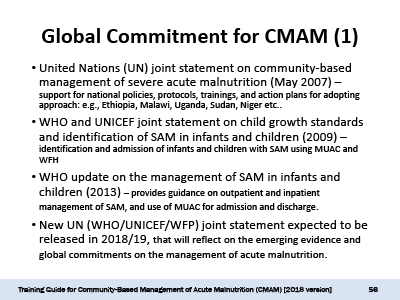 Global Commitment for CMAM (1)
• United Nations (UN) joint statement on community-based
management of severe acute malnutrition (May 2007) –
support for national policies, protocols, trainings, and action plans for adopting
approach: e.g., Ethiopia, Malawi, Uganda, Sudan, Niger etc..
• WHO and UNICEF joint statement on child growth standards
and identification of SAM in infants and children (2009) –
identification and admission of infants and children with SAM using MUAC and
WFH
• WHO update on the management of SAM in infants and
children (2013) – provides guidance on outpatient and inpatient
management of SAM, and use of MUAC for admission and discharge.
• New UN (WHO/UNICEF/WFP) joint statement expected to be
released in 2018/19, that will reflect on the emerging evidence and
global commitments on the management of acute malnutrition.
Training Guide for Community-Based Management of Acute Malnutrition (CMAM) [2018 version] 56